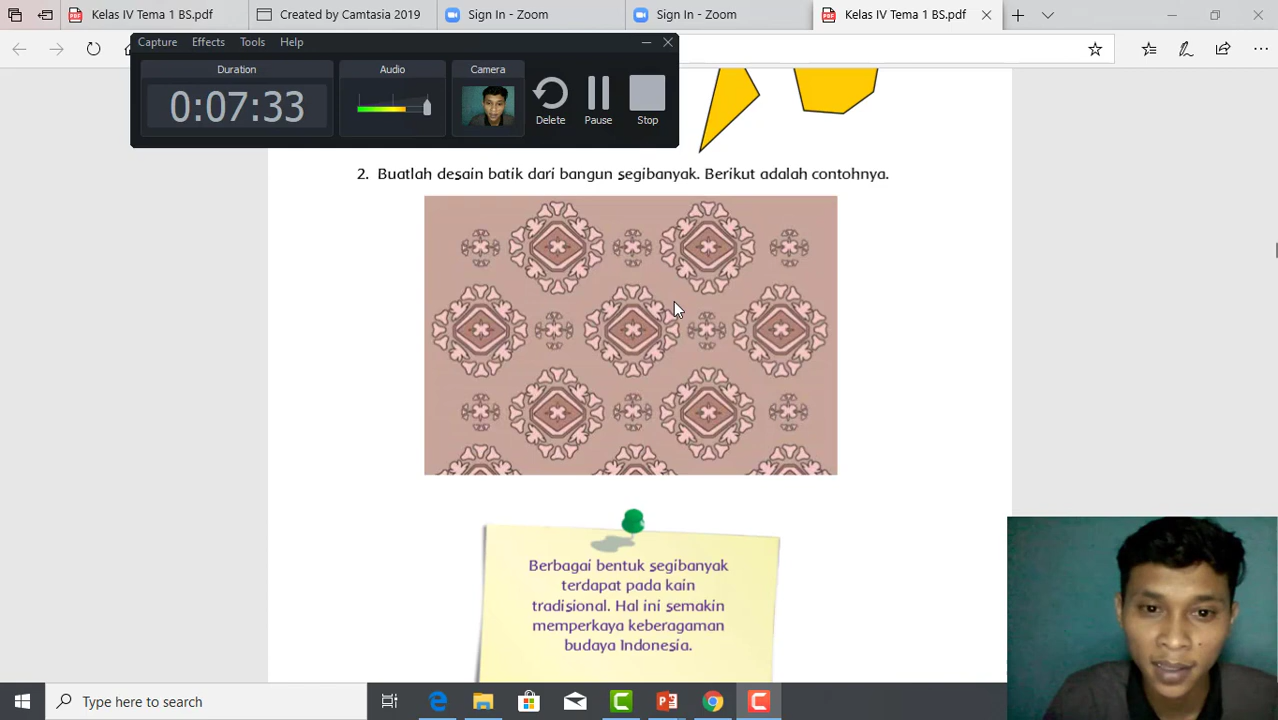 Kelas IV Tema 1 BS.pdf
Created by Camtasia 2019
Sign In - Zoom
Sign In - Zoom
Kelas IV Tema 1 BS.pdf
Capture Effects Tools Help
Duration
Audio
Camera
0:07:33
Delete
Pause
Stop
2. Buatlah desain batik dari bangun segibanyak. Berikut adalah contohnya.
Berbagai bentuk segibanyak
terdapat pada kain
tradisional. Hal ini semakin
memperkaya keberagaman
budaya Indonesia.
Type here to search